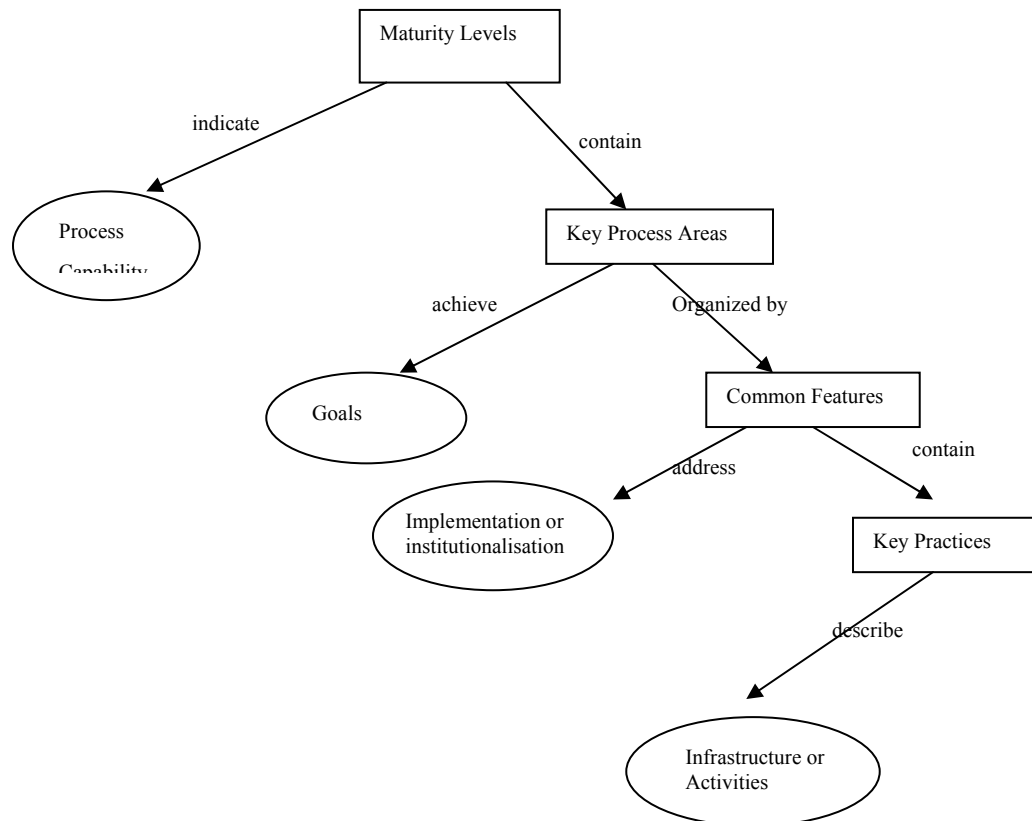 Maturity Levels
indicate
contain
Process
Capability
Key Process Areas
achieve
Organized by
Goals
Common Features
address
contain
Implementation or
institutionalisation
Key Practices
describe
Infrastructure or
Activities